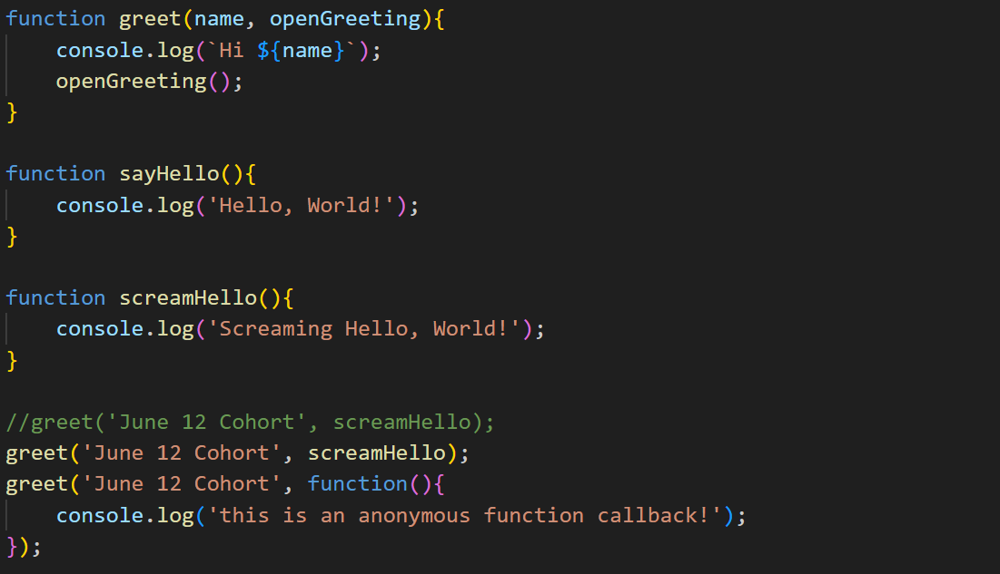 function greet(name, openGreeting){
    console.log(`Hi ${name}`);
    openGreeting();
}

function sayHello(){
    console.log('Hello, World!');
}

function screamHello(){
    console.log('Screaming Hello, World!');
}

//greet('June 12 Cohort', screamHello);
greet('June 12 Cohort', screamHello);
greet('June 12 Cohort', function(){
    console.log('this is an anonymous function callback!');
});